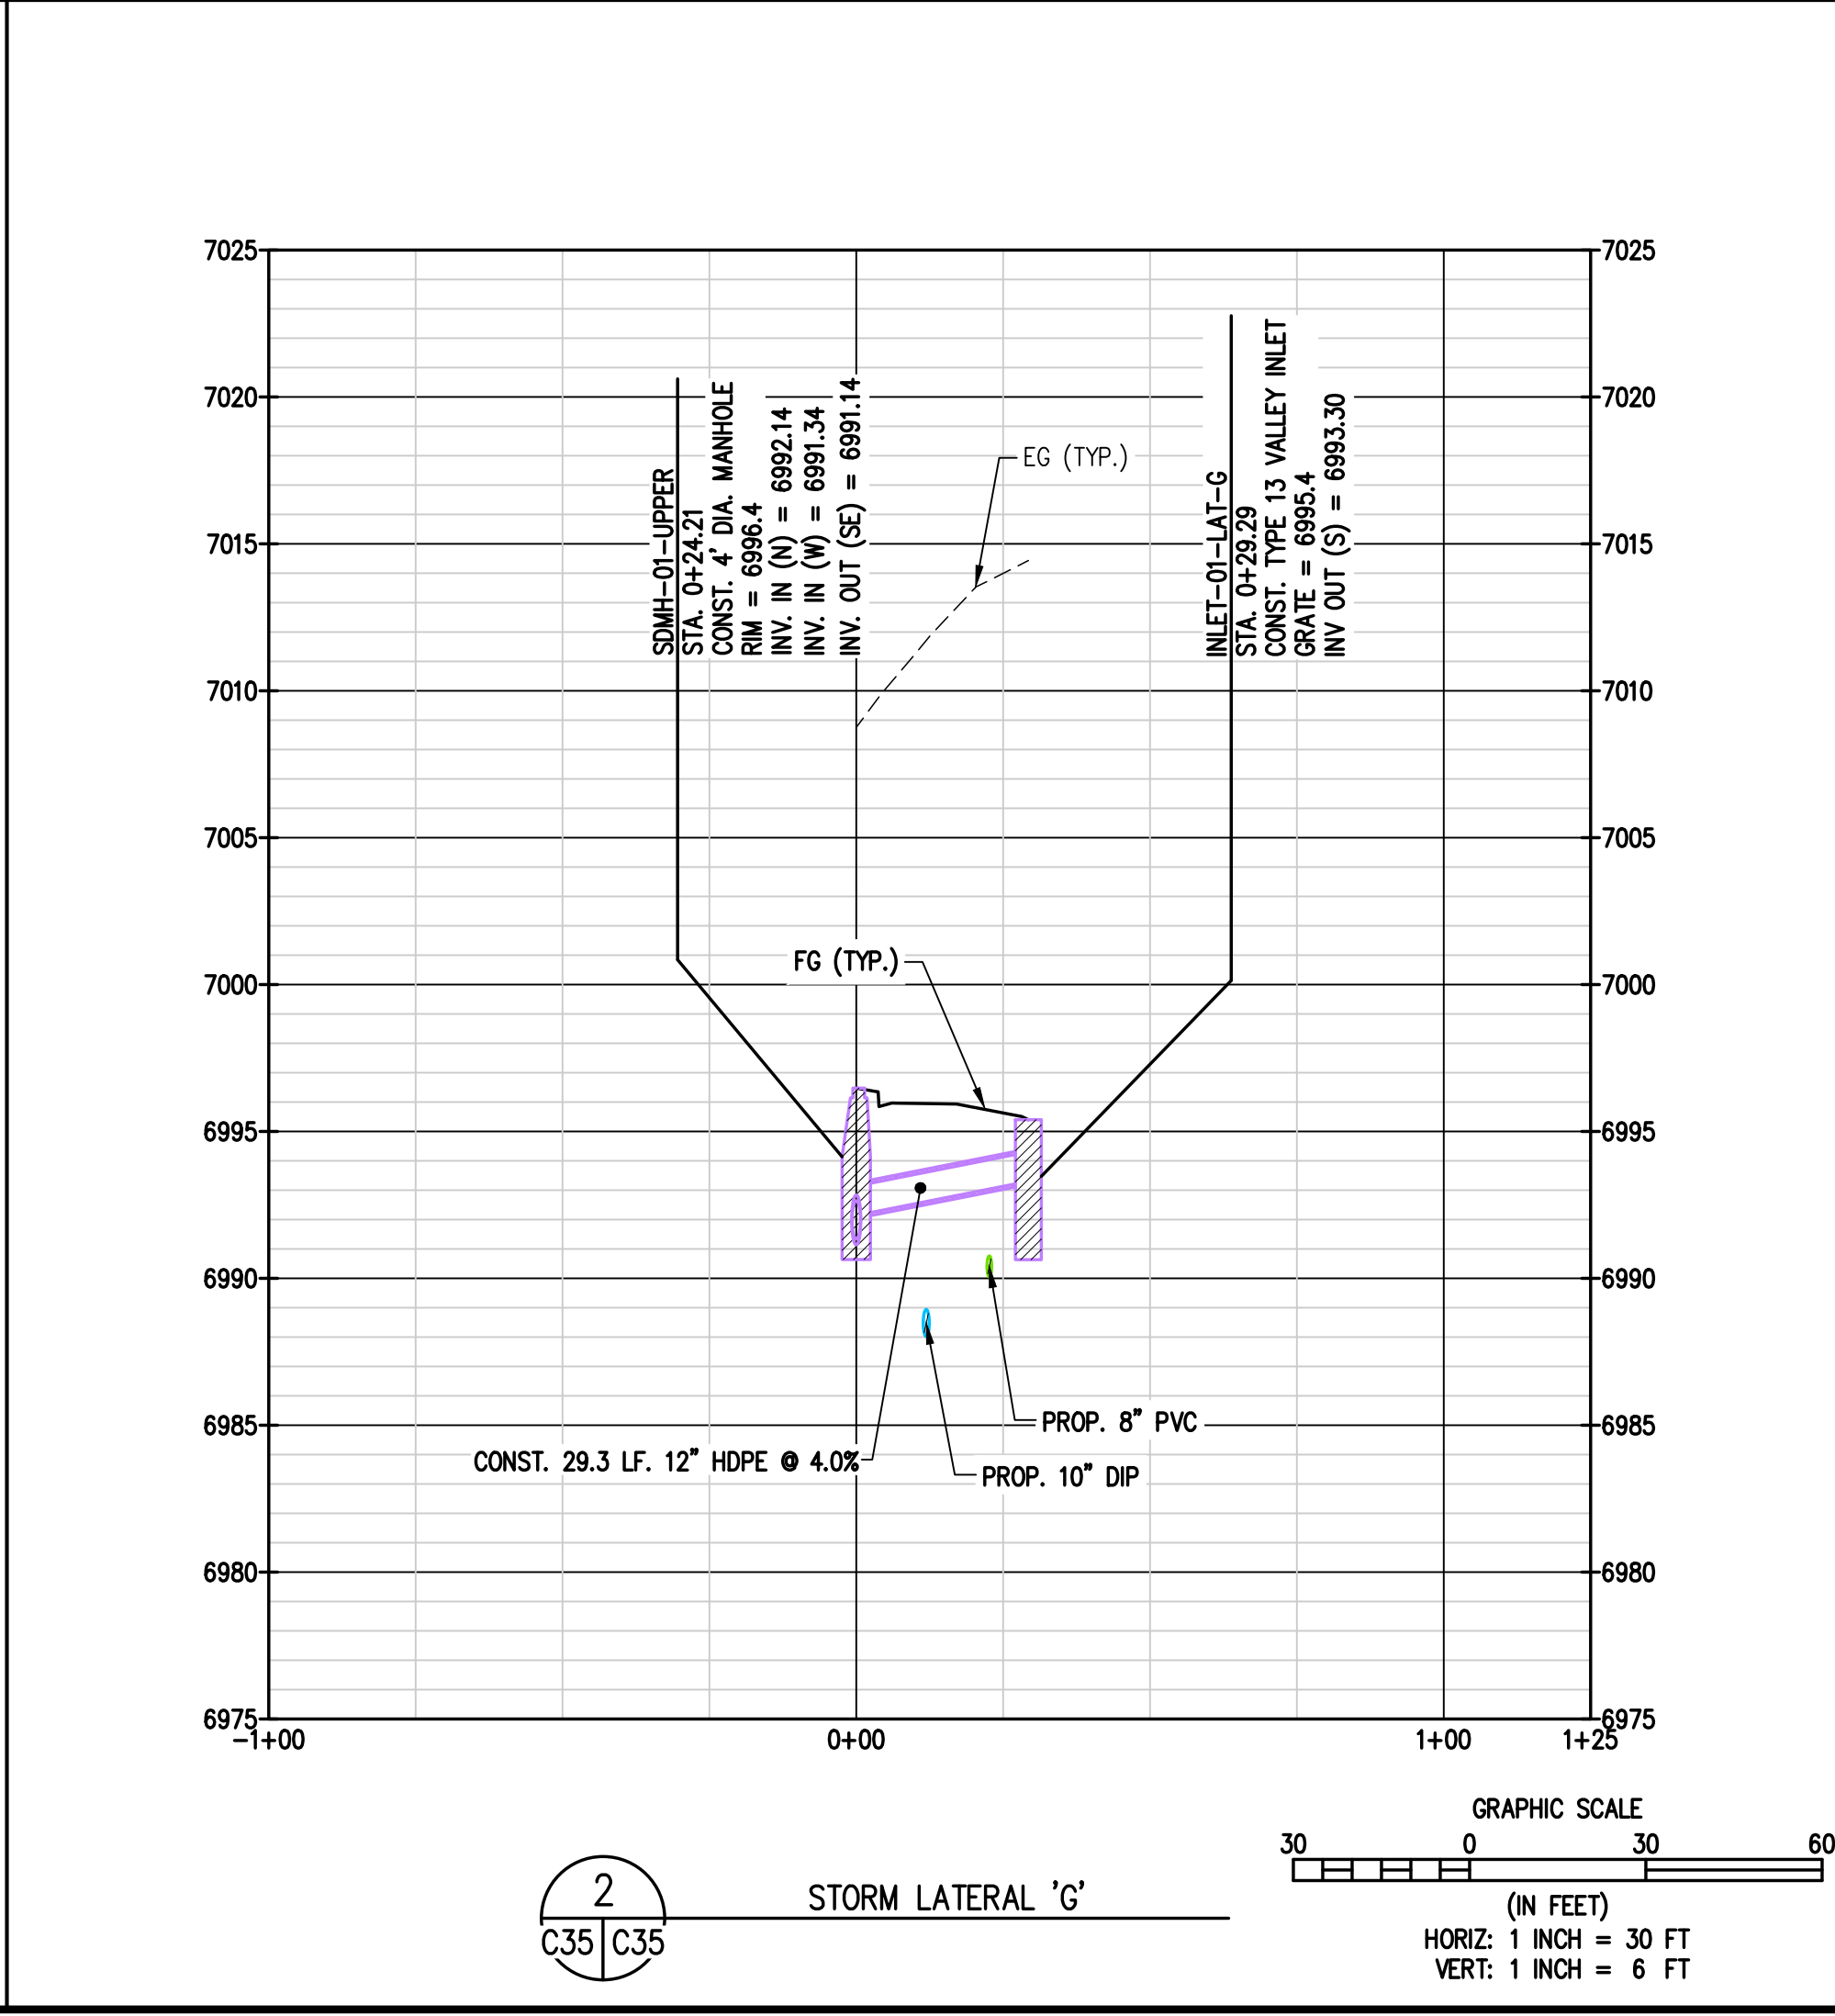 7025
7020
7015
7010
7005
7000
6995
6990
6985
6980
6975
SDMH-01-UPPER
STA. 0+24.21
CONST. 4' DIA. MANHOLE
RIM = 6996.4
INV. IN (N) = 6992.14
INV. IN (W) = 6991.34
INV. OUT (SE) = 6991.14
EG (TYP.)
INLET-01-LAT-G
STA. 0+29.29
CONST. TYPE 13 VALLEY INLET
GRATE = 6995.4
INV OUT (S) = 6993.30
FG (TYP.)
PROP. 8" PVC
CONST. 29.3 LF. 12" HDPE @ 4.0%
PROP. 10" DIP
7025
7020
7015
7010
7005
7000
6995
6990
6985
6980
6975
-1+00
0+00
1+00
1+25
2
C35 C35
STORM LATERAL 'G'
GRAPHIC SCALE
30 0 30 60
(IN FEET)
HORIZ: 1 INCH = 30 FT
VERT: 1 INCH = 6 FT